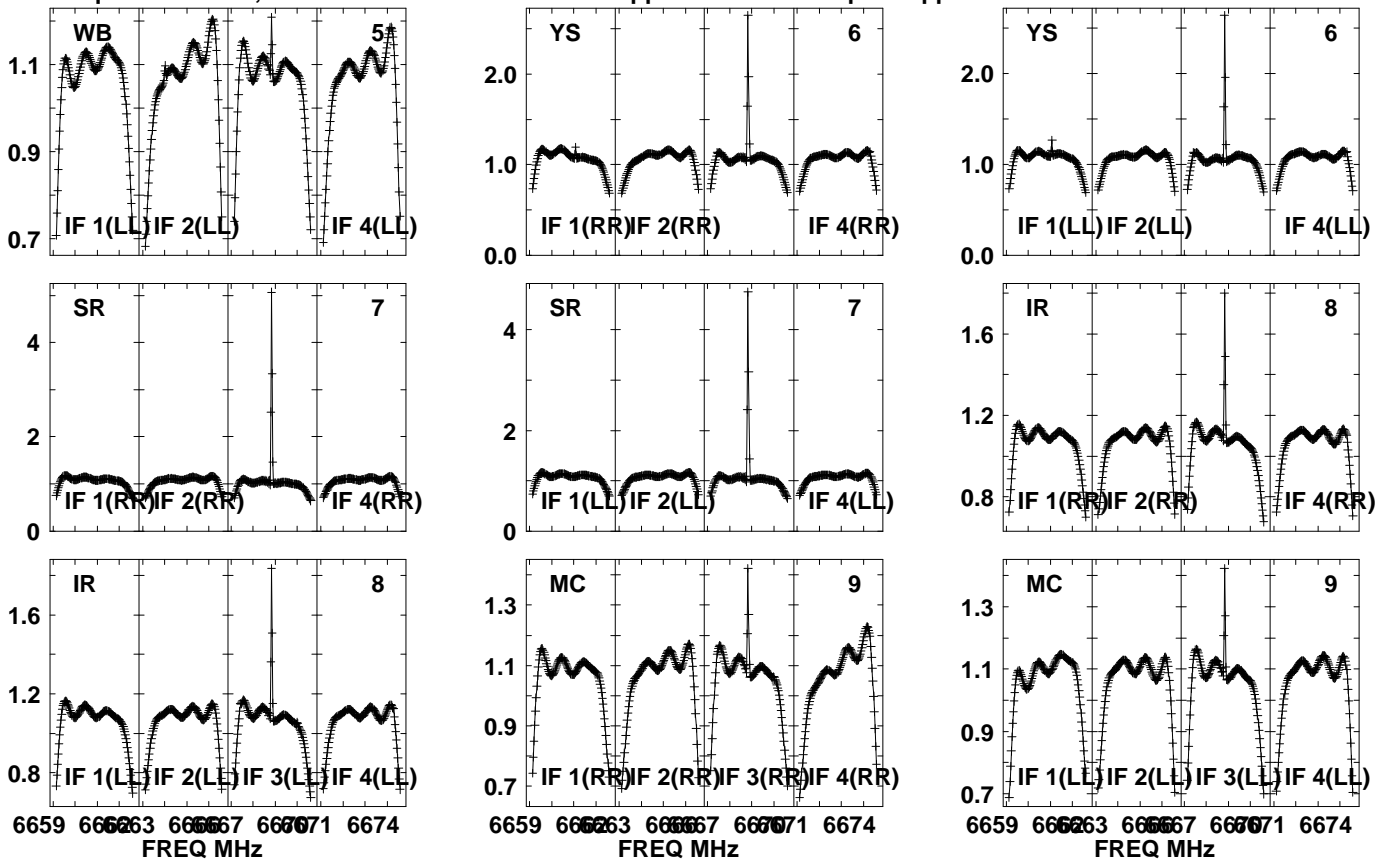 WB 5
1.1
0.9
0.7
IF 1(LL) IF 2(LL) IF 4(LL)
YS 6
2.0
1.0
0.0
IF 1(RR) IF 2(RR) IF 4(RR)
YS 6
2.0
1.0
0.0
IF 1(LL) IF 2(LL) IF 4(LL)
SR 7
4
2
0
IF 1(RR) IF 2(RR) IF 4(RR)
SR 7
4
2
0
IF 1(LL) IF 2(LL) IF 4(LL)
IR 8
1.6
1.2
0.8
IF 1(RR) IF 2(RR) IF 4(RR)
IR 8
1.6
1.2
0.8
IF 1(LL) IF 2(LL) IF 3(LL) IF 4(LL)
MC 9
1.3
1.1
0.9
0.7
IF 1(RR) IF 2(RR) IF 3(RR) IF 4(RR)
MC 9
1.3
1.1
0.9
0.7
IF 1(LL) IF 2(LL) IF 3(LL) IF 4(LL)
6659 6674
FREQ MHz
6659 6674
FREQ MHz
6659 6674
FREQ MHz